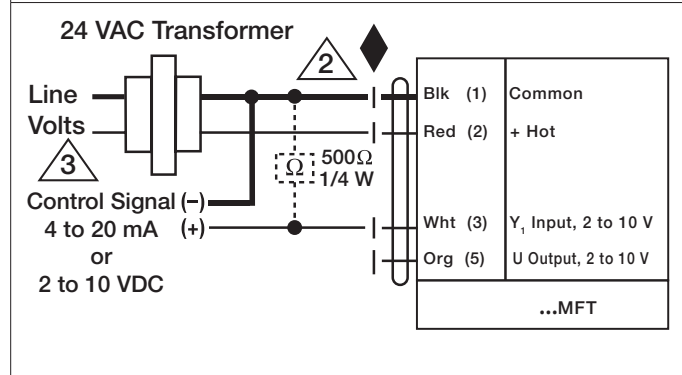 24 VAC Transformer
2
Line
Volts
3
Blk (1) Common
Red (2) + Hot
Ω 500Ω
1/4 W
Control Signal (−)
4 to 20 mA (+)
or
2 to 10 VDC
Wht (3) Y₁ Input, 2 to 10 V
Org (5) U Output, 2 to 10 V
...MFT